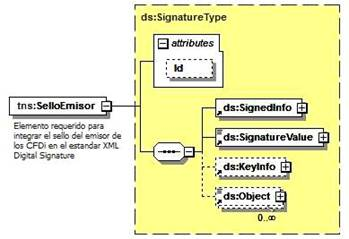 ds:SignatureType
attributes
Id
tns:SelloEmisor
Elemento requerido para
integrar el sello del emisor de
los CFDi en el estandar XML
Digital Signature
ds:SignedInfo
ds:SignatureValue
ds:KeyInfo
ds:Object
0..∞